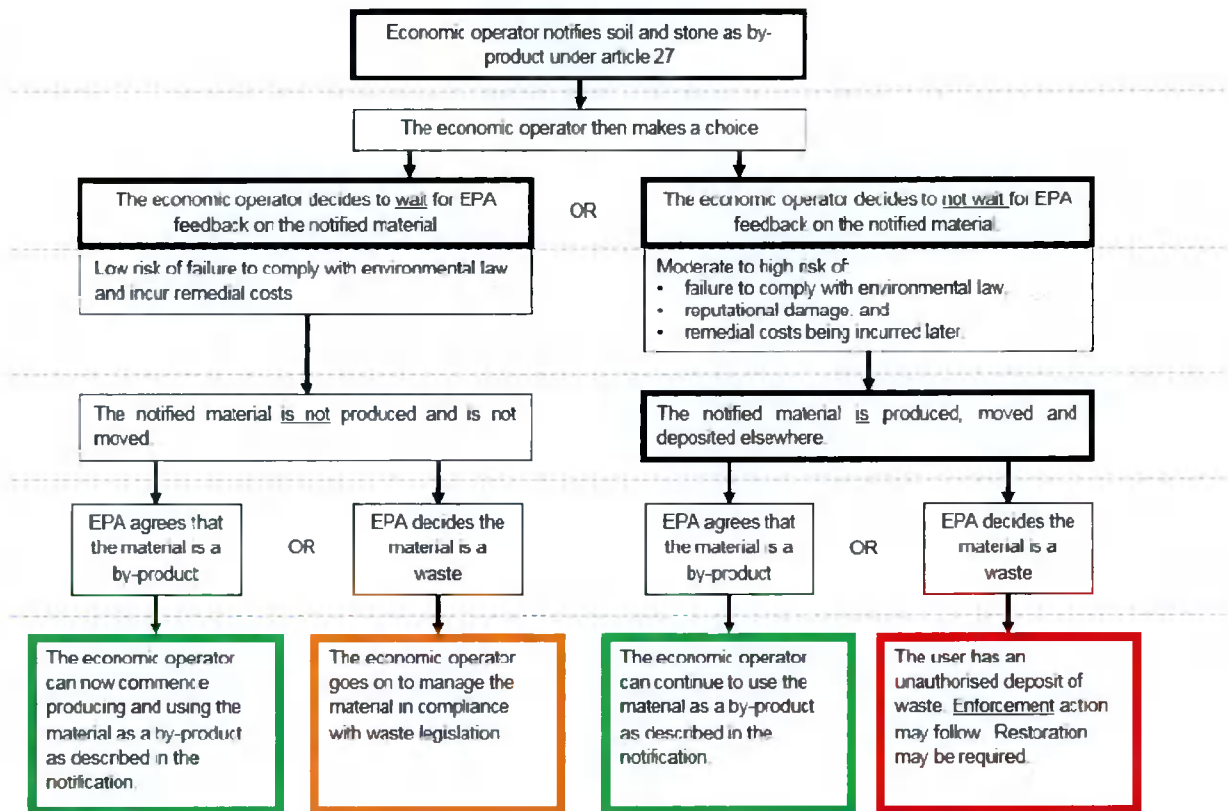 Economic operator notifies soil and stone as by-
product under article 27
The economic operator then makes a choice
The economic operator decides to wait for EPA
feedback on the notified material
OR
The economic operator decides to not wait for EPA
feedback on the notified material.
Low risk of failure to comply with environmental law
and incur remedial costs
Moderate to high risk of
• failure to comply with environmental law,
• reputational damage, and
• remedial costs being incurred later.
The notified material is not produced and is not
moved.
The notified material is produced, moved and
deposited elsewhere.
EPA agrees that
the material is a
by-product
OR
EPA decides the
material is a
waste
EPA agrees that
the material is a
by-product
OR
EPA decides the
material is a
waste
The economic operator
can now commence
producing and using the
material as a by-product
as described in the
notification.
The economic operator
goes on to manage the
material in compliance
with waste legislation
The economic operator
can continue to use the
material as a by-product
as described in the
notification.
The user has an
unauthorised deposit of
waste. Enforcement action
may follow. Restoration
may be required.